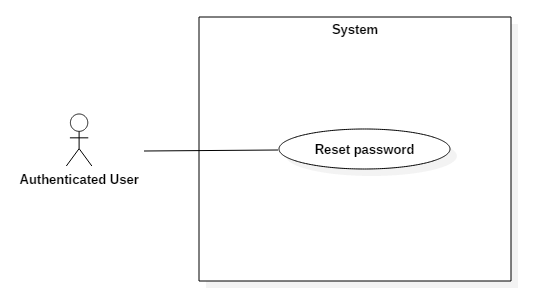 System
Reset password
Authenticated User